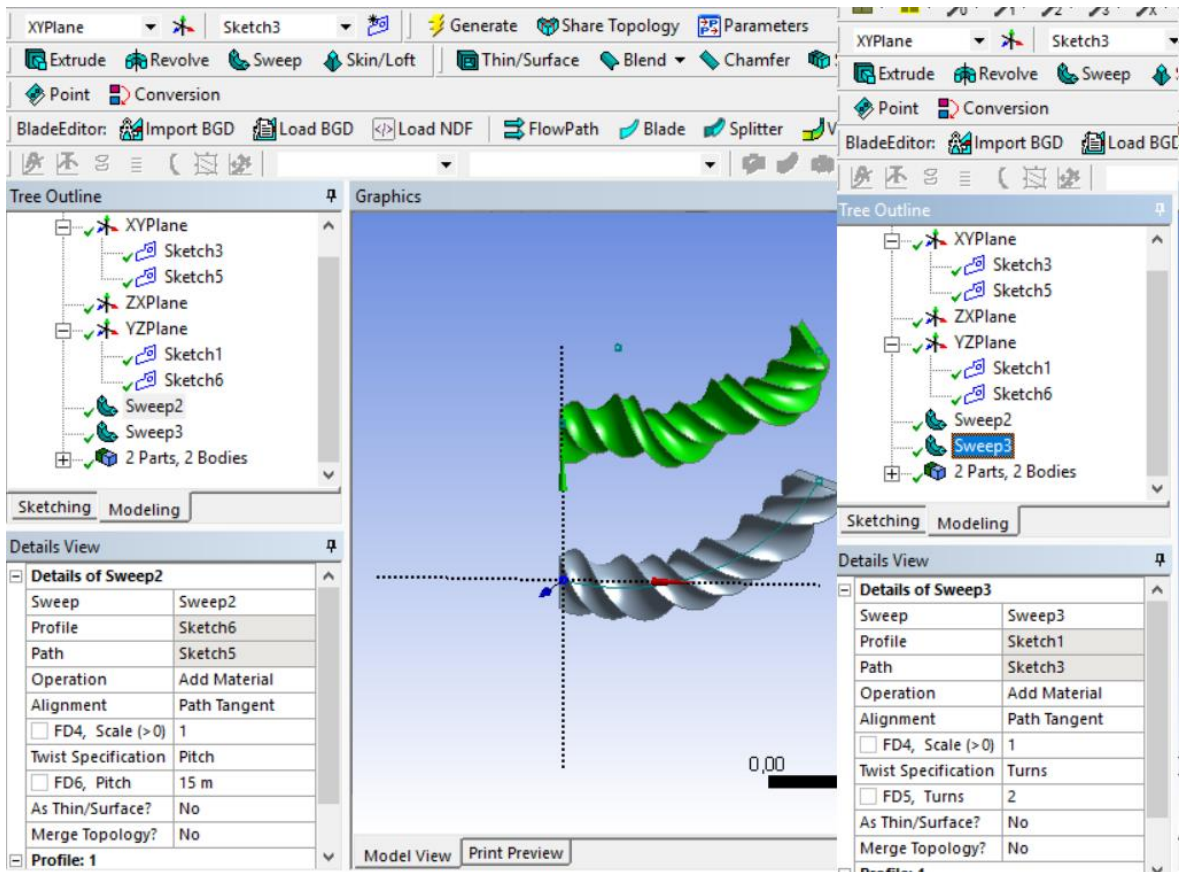 XYPlane Sketch3 Generate Share Topology Parameters
Extrude Revolve Sweep Skin/Loft Thin/Surface Blend Chamfer
Point Conversion
BladeEditor: Import BGD Load BGD Load NDF FlowPath Blade Splitter V
Tree Outline
XYPlane
Sketch3
Sketch5
ZXPlane
YZPlane
Sketch1
Sketch6
Sweep2
Sweep3
2 Parts, 2 Bodies
Sketching Modeling
Details View
Details of Sweep2
Sweep Sweep2
Profile Sketch6
Path Sketch5
Operation Add Material
Alignment Path Tangent
FD4, Scale (>0) 1
Twist Specification Pitch
FD6, Pitch 15 m
As Thin/Surface? No
Merge Topology? No
Profile: 1
Graphics
0,00
Model View Print Preview
XYPlane Sketch3
Extrude Revolve Sweep
Point Conversion
BladeEditor: Import BGD Load BGD
Tree Outline
XYPlane
Sketch3
Sketch5
ZXPlane
YZPlane
Sketch1
Sketch6
Sweep2
Sweep3
2 Parts, 2 Bodies
Sketching Modeling
Details View
Details of Sweep3
Sweep Sweep3
Profile Sketch1
Path Sketch3
Operation Add Material
Alignment Path Tangent
FD4, Scale (>0) 1
Twist Specification Turns
FD5, Turns 2
As Thin/Surface? No
Merge Topology? No